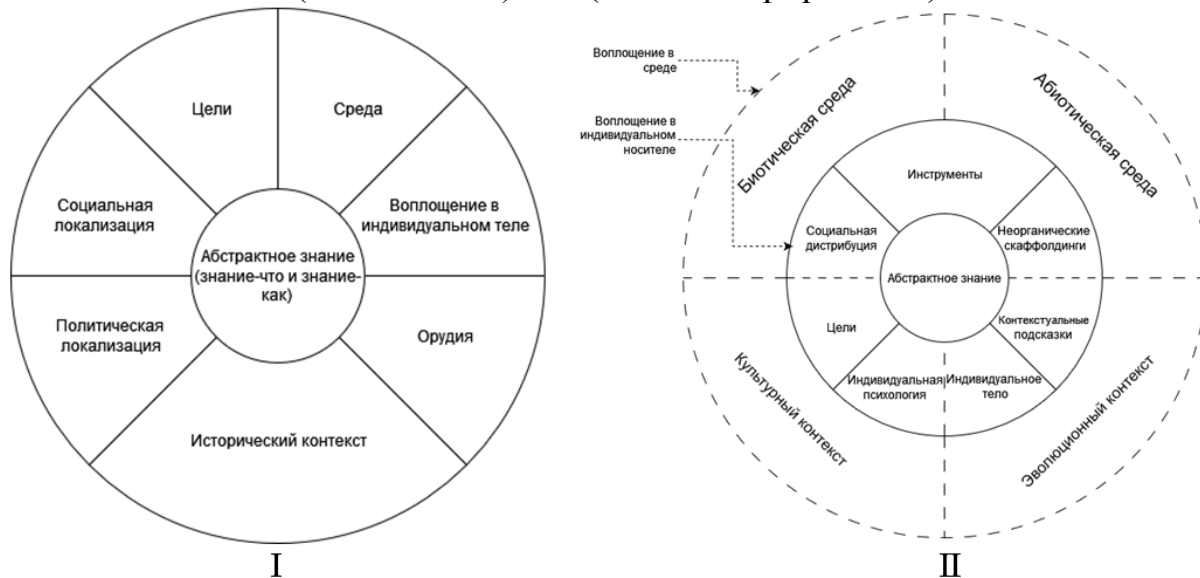 Цели
Среда
Социальная
локализация
Воплощение в
индивидуальном теле
Абстрактное знание
(знание-что и знание-
как)
Политическая
локализация
Орудия
Исторический контекст
I
Воплощение в
среде
Воплощение в
индивидуальном
носителе
Биотическая среда
Абиотическая среда
Инструменты
Социальная
дистрибуция
Неорганические
скаффолдинги
Абстрактное знание
Цели
Контекстуальные
подсказки
Индивидуальная
психология
Индивидуальное
тело
Культурный контекст
Эволюционный контекст
II